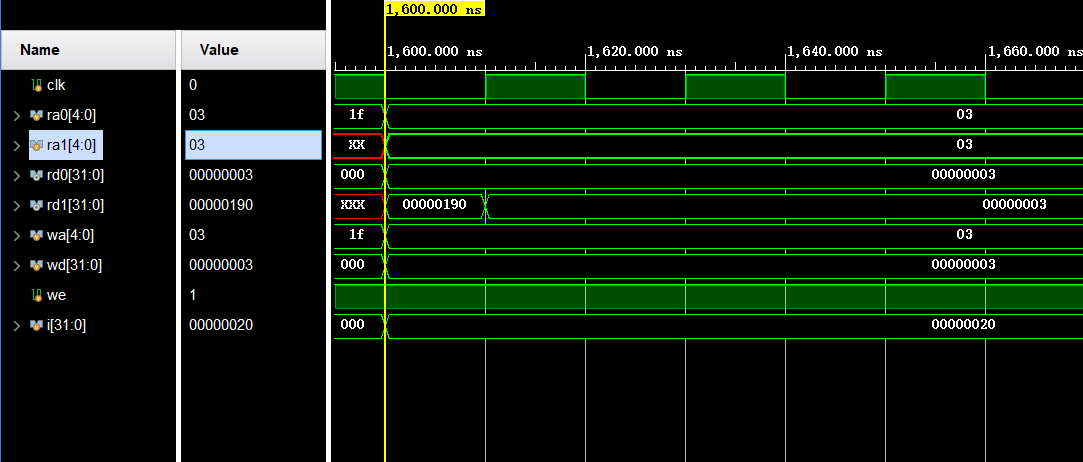 1,600.000 ns
Name Value
1,600.000 ns 1,620.000 ns 1,640.000 ns 1,660.000 ns
clk 0
ra0[4:0] 03 1f 03
ra1[4:0] 03 XX 03
rd0[31:0] 00000003 000 00000003
rd1[31:0] 00000190 XXX 00000190 00000003
wa[4:0] 03 1f 03
wd[31:0] 00000003 000 00000003
we 1
i[31:0] 00000020 000 00000020